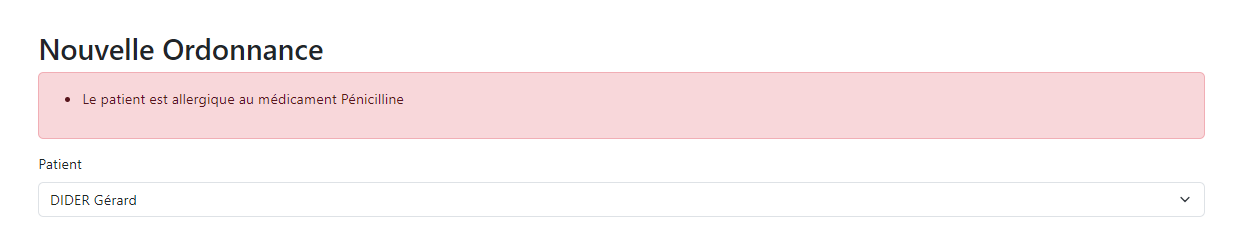 Nouvelle Ordonnance
Le patient est allergique au médicament Pénicilline
Patient
DIDER Gérard